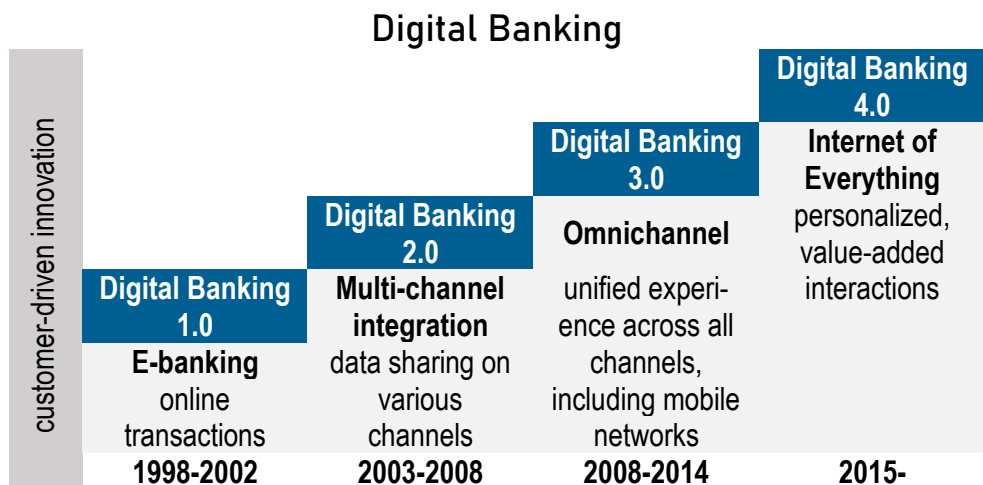 Digital Banking
customer-driven innovation
Digital Banking
1.0
E-banking
online
transactions
1998-2002
Digital Banking
2.0
Multi-channel
integration
data sharing on
various
channels
2003-2008
Digital Banking
3.0
Omnichannel
unified experi-
ence across all
channels,
including mobile
networks
2008-2014
Digital Banking
4.0
Internet of
Everything
personalized,
value-added
interactions
2015-